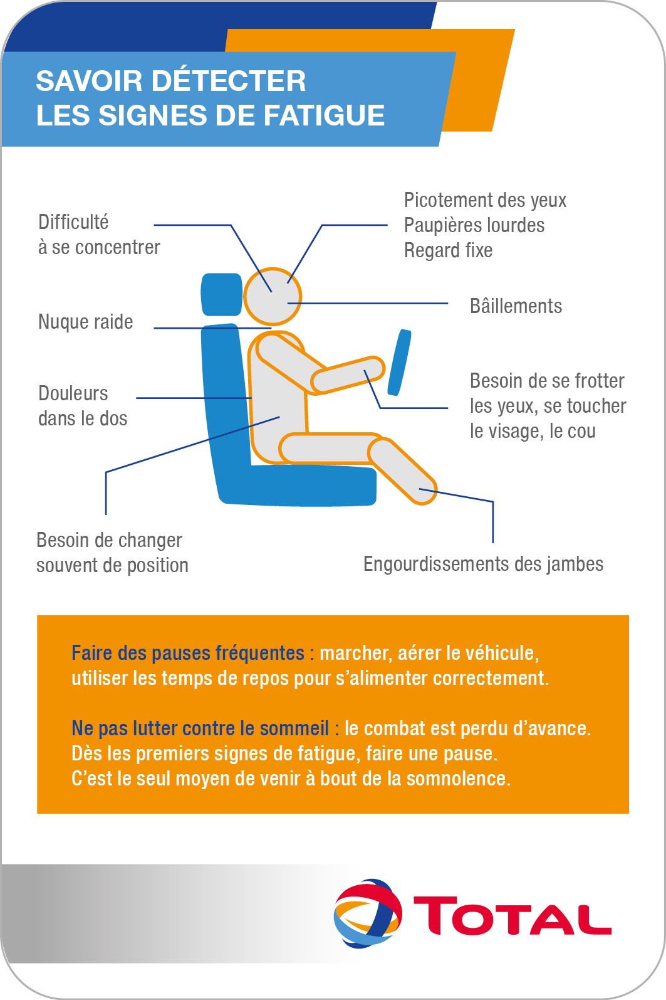 SAVOIR DÉTECTER
LES SIGNES DE FATIGUE
Difficulté
à se concentrer
Picotement des yeux
Paupières lourdes
Regard fixe
Nuque raide
Bâillements
Douleurs
dans le dos
Besoin de se frotter
les yeux, se toucher
le visage, le cou
Besoin de changer
souvent de position
Engourdissements des jambes
Faire des pauses fréquentes : marcher, aérer le véhicule,
utiliser les temps de repos pour s’alimenter correctement.
Ne pas lutter contre le sommeil : le combat est perdu d’avance.
Dès les premiers signes de fatigue, faire une pause.
C’est le seul moyen de venir à bout de la somnolence.
TOTAL